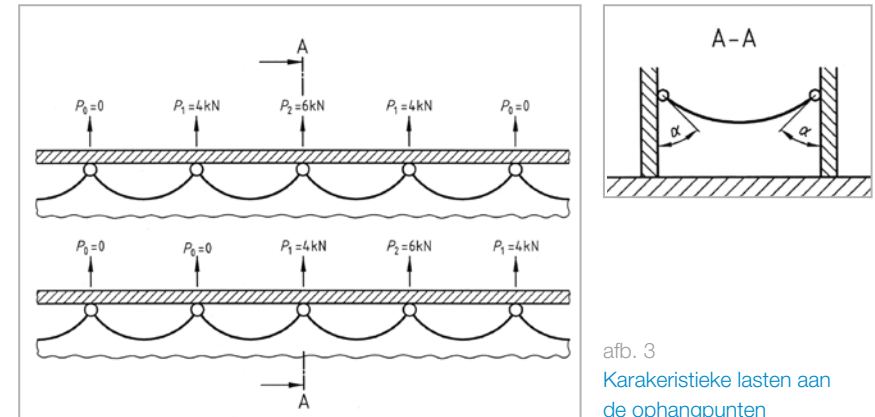 A
P₀=0 P₁=4kN P₂=6kN P₁=4kN P₀=0
P₀=0 P₀=0 P₁=4kN P₂=6kN P₁=4kN
A
A-A
α α
afb. 3
Karakeristieke lasten aan
de ophangpunten